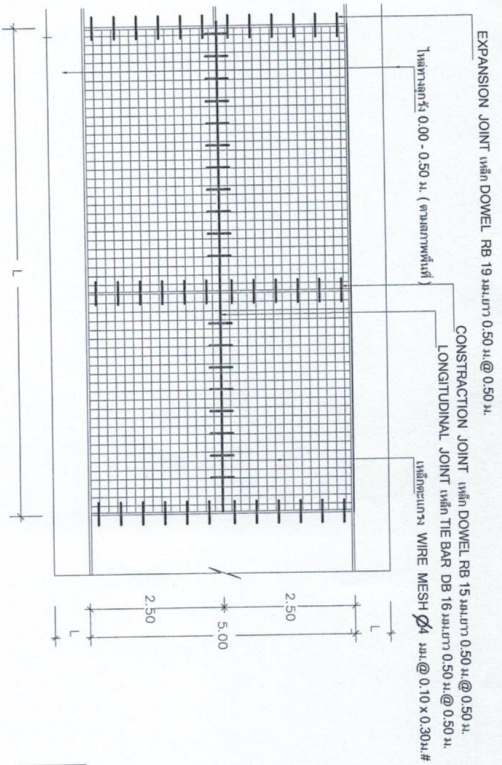 EXPANSION JOINT เหล็ก DOWEL RB 19 มม.ยาว 0.50 ม.@ 0.50 ม.
ไหล่ทางลูกรัง 0.00 - 0.50 ม. ( ตามสภาพพื้นที่ )
CONSTRACTION JOINT เหล็ก DOWEL RB 15 มม.ยาว 0.50 ม.@ 0.50 ม.
LONGITUDINAL JOINT เหล็ก TIE BAR DB 16 มม.ยาว 0.50 ม.@ 0.50 ม.
เหล็กตะแกรง WIRE MESH Ø4 มม.@ 0.10 x 0.30ม.#
L
L
2.50
2.50
5.00
L